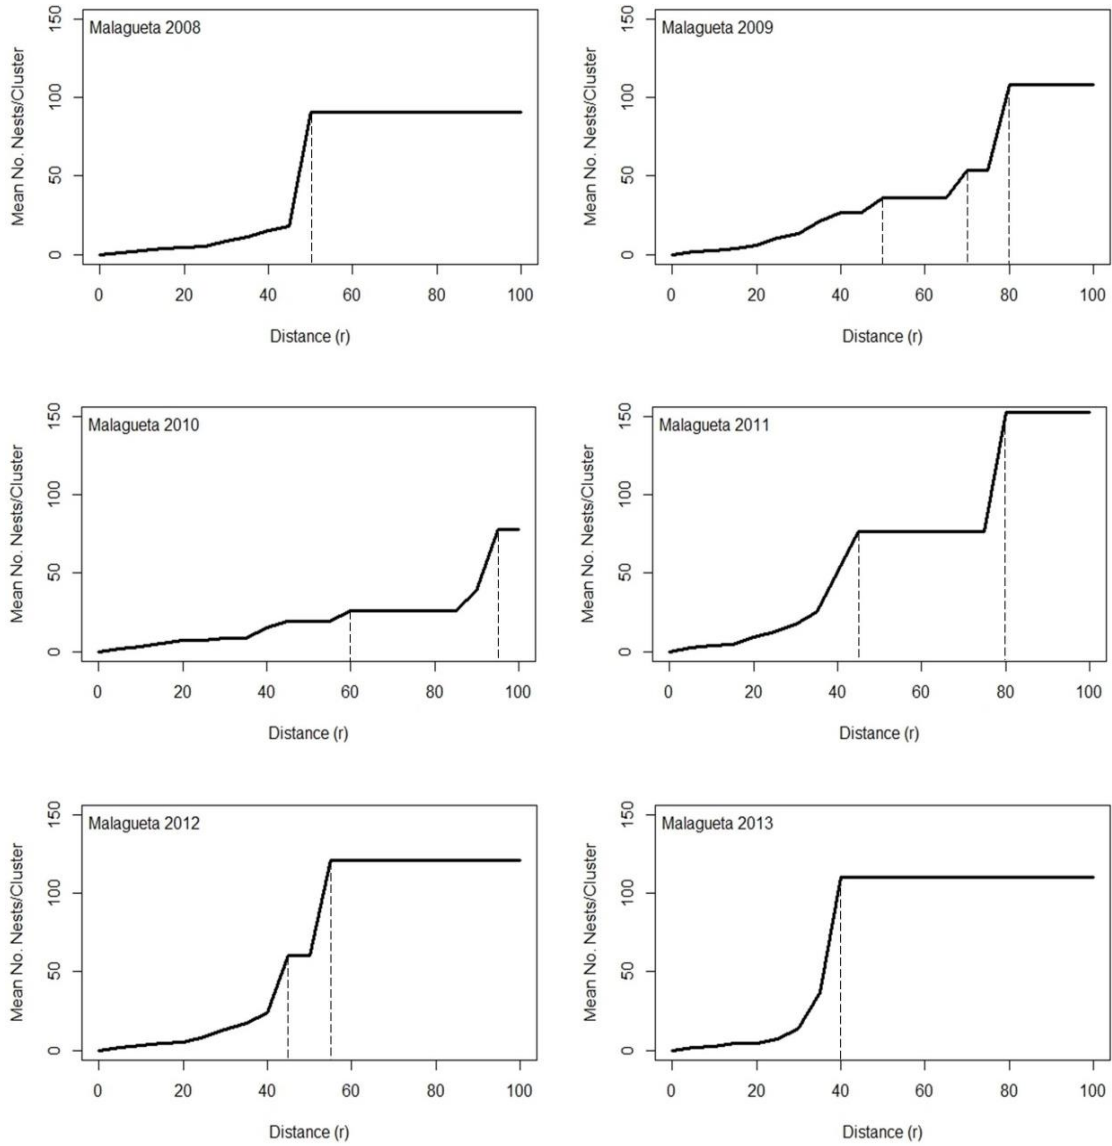 Malagueta 2008
Mean No. Nests/Cluster
150
100
50
0
0 20 40 60 80 100
Distance (r)
Malagueta 2009
Mean No. Nests/Cluster
150
100
50
0
0 20 40 60 80 100
Distance (r)
Malagueta 2010
Mean No. Nests/Cluster
150
100
50
0
0 20 40 60 80 100
Distance (r)
Malagueta 2011
Mean No. Nests/Cluster
150
100
50
0
0 20 40 60 80 100
Distance (r)
Malagueta 2012
Mean No. Nests/Cluster
150
100
50
0
0 20 40 60 80 100
Distance (r)
Malagueta 2013
Mean No. Nests/Cluster
150
100
50
0
0 20 40 60 80 100
Distance (r)